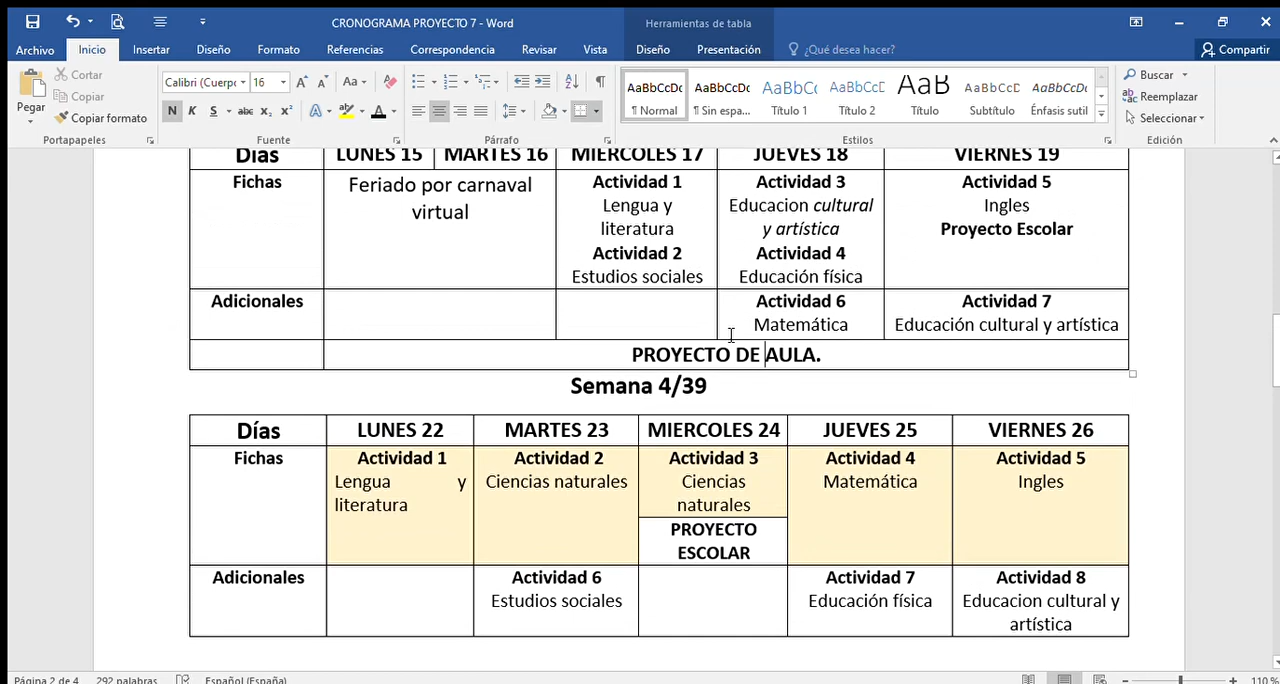 CRONOGRAMA PROYECTO 7 - Word
Herramientas de tabla
Archivo Inicio Insertar Diseño Formato Referencias Correspondencia Revisar Vista Diseño Presentación ¿Qué desea hacer? Compartir
Pegar
Cortar
Copiar
Copiar formato
Portapapeles
Calibri (Cuerpo 16
Aa
N K S abc x₂ x²
A A
Fuente
Párrafo
AaBbCcDc AaBbCcDc AaBbCc AaBbCcC AaB AaBbCcC AaBbCcDc
¶ Normal ¶ Sin espa... Título 1 Título 2 Título Subtítulo Énfasis sutil
Estilos
Buscar
Reemplazar
Seleccionar
Edición
Días LUNES 15 MARTES 16 MIERCOLES 17 JUEVES 18 VIERNES 19
Fichas
Feriado por carnaval
virtual
Actividad 1
Lengua y
literatura
Actividad 2
Estudios sociales
Actividad 3
Educacion cultural
y artística
Actividad 4
Educación física
Actividad 5
Ingles
Proyecto Escolar
Adicionales
Actividad 6
Matemática
Actividad 7
Educación cultural y artística
PROYECTO DE AULA.
Semana 4/39
Días LUNES 22 MARTES 23 MIERCOLES 24 JUEVES 25 VIERNES 26
Fichas
Actividad 1
Lengua y
literatura
Actividad 2
Ciencias naturales
Actividad 3
Ciencias
naturales
PROYECTO
ESCOLAR
Actividad 4
Matemática
Actividad 5
Ingles
Adicionales
Actividad 6
Estudios sociales
Actividad 7
Educación física
Actividad 8
Educacion cultural y
artística
Página 2 de 4 292 palabras Español (España) 110 %